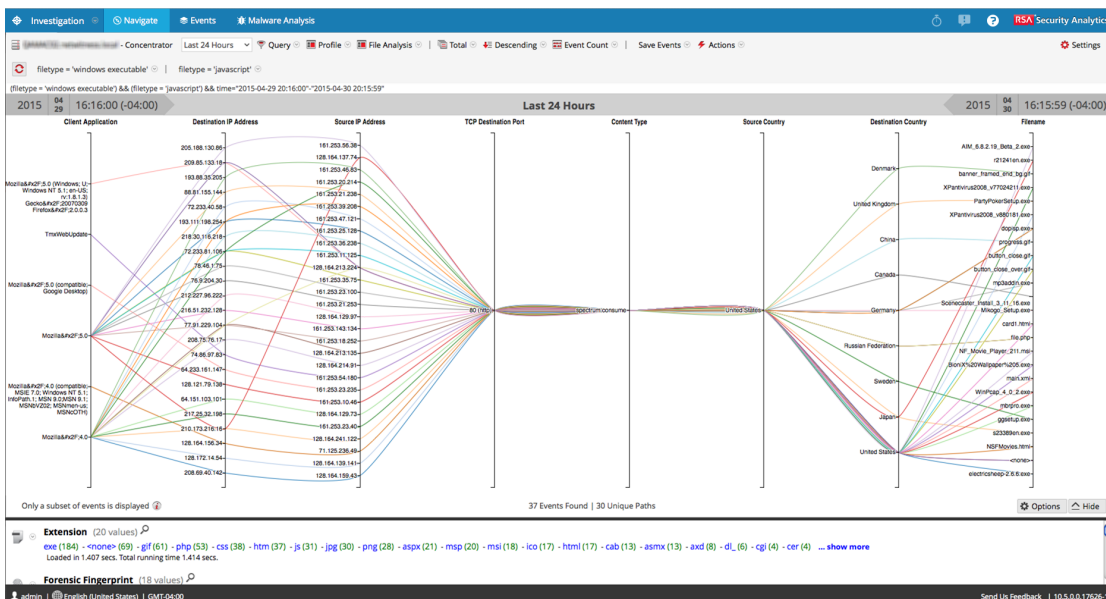 Investigation Navigate Events Malware Analysis RSA Security Analytics
- Concentrator Last 24 Hours Query Profile File Analysis | Total Descending Event Count | Save Events Actions Settings
filetype = 'windows executable' | filetype = 'javascript'
(filetype = 'windows executable') && (filetype = 'javascript') && time="2015-04-29 20:16:00"-"2015-04-30 20:15:59"
2015 04 29 16:16:00 (-04:00) Last 24 Hours 2015 04 30 16:15:59 (-04:00)
Client Application
Mozilla&#x2F;5.0 (Windows; U;
Windows NT 5.1; en-US;
rv:1.8.1.3)
Gecko&#x2F;20070309
Firefox&#x2F;2.0.0.3
TmxWebUpdate
Mozilla&#x2F;5.0 (compatible;
Google Desktop)
Mozilla&#x2F;5.0
Mozilla&#x2F;4.0 (compatible;
MSIE 7.0; Windows NT 5.1;
InfoPath.1; MSN 9.0;MSN 9.1;
MSNbVZ02; MSNmen-us;
MSNcOTH)
Mozilla&#x2F;4.0
Destination IP Address
205.188.130.86
209.85.133.18
193.88.35.205
88.81.155.144
72.233.40.58
193.111.198.254
218.30.116.218
72.233.81.106
78.46.1.75
76.9.204.30
212.227.96.222
216.51.232.128
77.91.229.104
208.75.76.17
74.86.97.83
64.233.161.147
128.121.79.138
64.151.103.101
217.25.32.198
210.173.216.16
128.164.156.34
128.172.14.54
208.69.40.142
Source IP Address
161.253.56.38
128.164.137.74
161.253.46.83
161.253.20.214
161.253.21.238
161.253.39.208
161.253.47.121
161.253.25.128
161.253.36.238
161.253.11.125
128.164.213.224
161.253.35.75
161.253.23.100
161.253.21.253
128.164.129.97
161.253.143.134
161.253.18.252
128.164.213.135
128.164.214.91
161.253.54.180
161.253.23.235
161.253.10.46
128.164.129.73
161.253.23.40
128.164.241.122
71.125.236.49
128.164.139.141
128.164.159.43
TCP Destination Port
80 (http)
Content Type
spectrum.consume
Source Country
United States
Destination Country
Denmark
United Kingdom
China
Canada
Germany
Russian Federation
Sweden
Japan
United States
Filename
AIM_6.8.2.19_Beta_2.exe
r21241en.exe
banner_framed_end_bg.gif
XPantivirus2008_v77024211.exe
PartyPokerSetup.exe
XPantivirus2008_v880181.exe
dopisp.exe
progress.gif
button_close.gif
button_close_over.gif
mp3addin.exe
Scenecaster_Install_3_11_16.exe
Mikogo_Setup.exe
card1.html
file.php
NF_Movie_Player_211.msi
BioniX%20Wallpaper%205.exe
main.xml
WinPcap_4_0_2.exe
mbrpro.exe
ggsetup.exe
s23389en.exe
NSFMovies.html
<none>
electricsheep-2.6.6.exe
Only a subset of events is displayed 37 Events Found | 30 Unique Paths Options Hide
Extension (20 values)
exe (184) - <none> (69) - gif (61) - php (53) - css (38) - htm (37) - js (31) - jpg (30) - png (28) - aspx (21) - msp (20) - msi (18) - ico (17) - html (17) - cab (13) - asmx (13) - axd (8) - dl_ (6) - cgi (4) - cer (4) ... show more
Loaded in 1.407 secs. Total running time 1.414 secs.
Forensic Fingerprint (18 values)
admin | English (United States) | GMT-04:00 Send Us Feedback | 10.5.0.0.17626-1